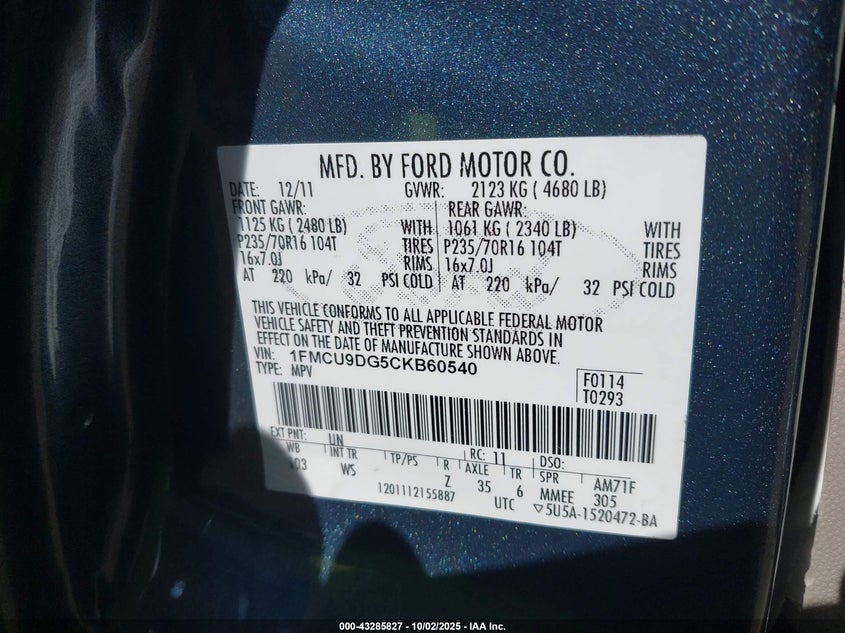 MFD. BY FORD MOTOR CO.
DATE: 12/11 GVWR: 2123 KG ( 4680 LB)
FRONT GAWR: REAR GAWR:
1125 KG ( 2480 LB) WITH 1061 KG ( 2340 LB) WITH
P235/70R16 104T TIRES P235/70R16 104T TIRES
16x7.0J RIMS 16x7.0J RIMS
AT 220 kPa/ 32 PSI COLD AT 220 kPa/ 32 PSI COLD
THIS VEHICLE CONFORMS TO ALL APPLICABLE FEDERAL MOTOR
VEHICLE SAFETY AND THEFT PREVENTION STANDARDS IN
EFFECT ON THE DATE OF MANUFACTURE SHOWN ABOVE.
VIN: 1FMCU9DG5CKB60540
TYPE: MPV
F0114
T0293
EXT PNT: UN RC: 11 DSO:
WB INT TR TP/PS R AXLE TR SPR AM71F
103 WS Z 35 6 MMEE 305
1201112155887 UTC ▽5U5A-1520472-BA
000-43285827 - 10/02/2025 - IAA Inc.